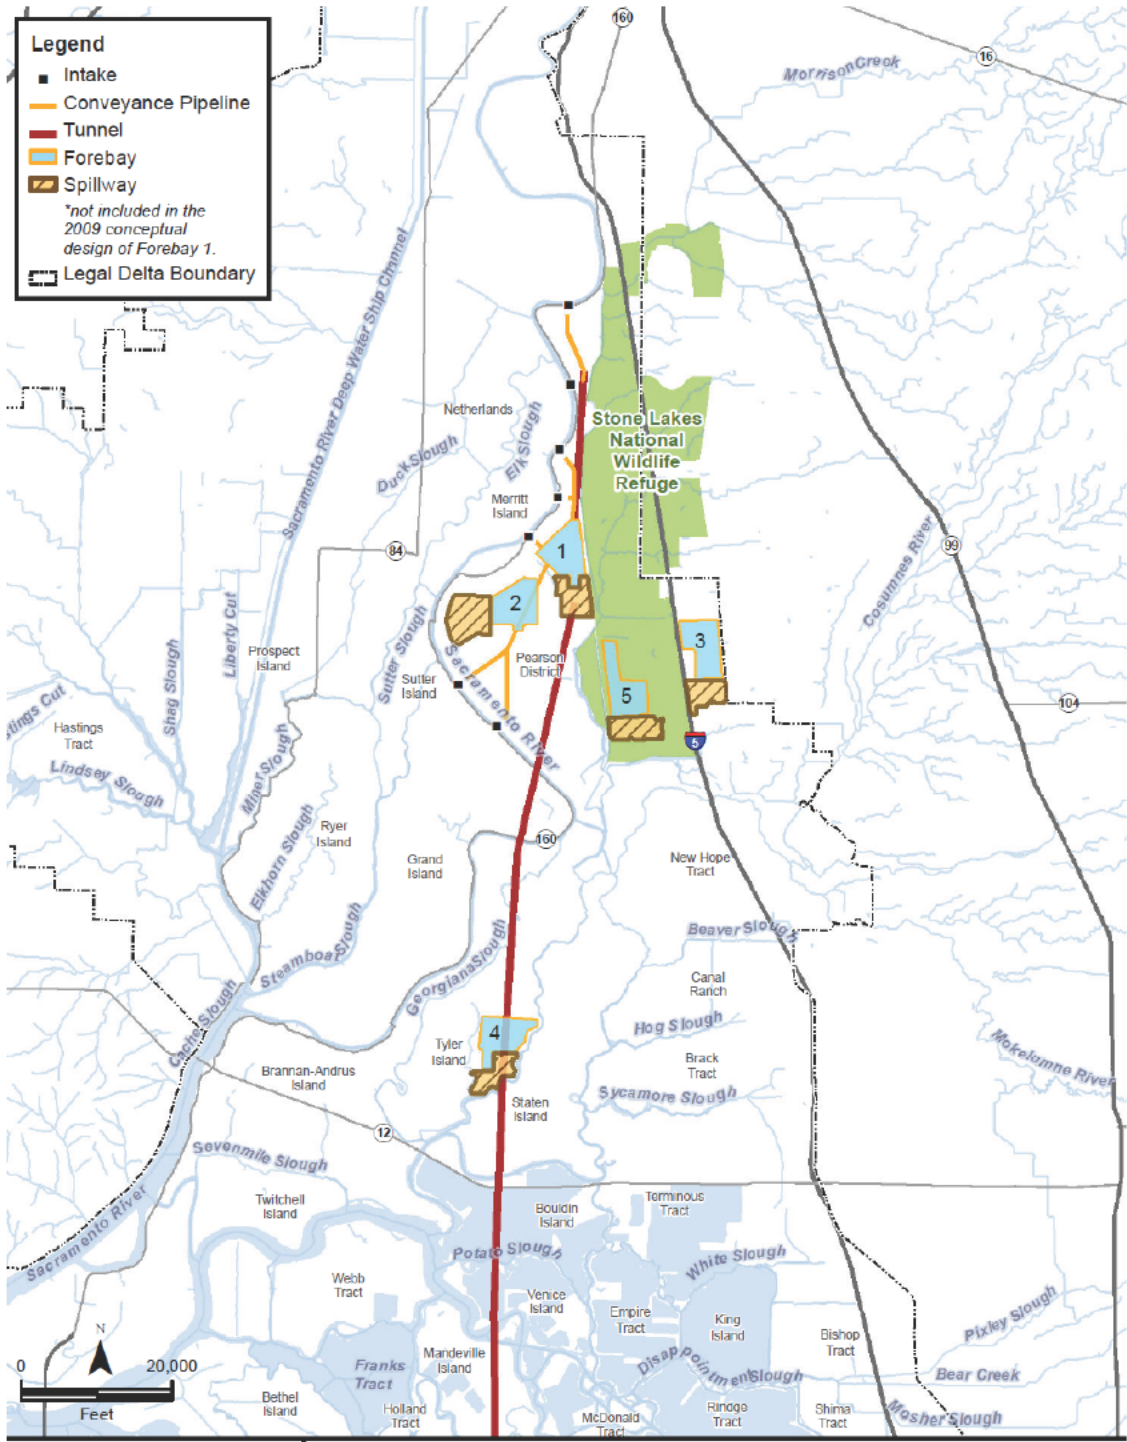 Legend
Intake
Conveyance Pipeline
Tunnel
Forebay
Spillway
*not included in the
2009 conceptual
design of Forebay 1.
Legal Delta Boundary
160
16
Morrison Creek
Sacramento River Deep Water Ship Channel
Netherlands
Duck Slough
Elk Slough
Stone Lakes
National
Wildlife
Refuge
Merritt
Island
84
99
Cosumnes River
1
2
3
5
Liberty Cut
Shag Slough
Prospect
Island
Sutter Slough
Sutter
Island
Sacramento River
Pearson
District
104
5
Hastings
Tract
Lindsey Slough
Miner Slough
Elkhorn Slough
Ryer
Island
160
Grand
Island
New Hope
Tract
Beaver Slough
Steamboat Slough
Georgiana Slough
Canal
Ranch
Cache Slough
4
Hog Slough
Tyler
Island
Brack
Tract
Mokelumne River
Brannan-Andrus
Island
Sycamore Slough
Staten
Island
12
Sevenmile Slough
Twitchell
Island
Bouldin
Island
Terminous
Tract
Sacramento River
Potato Slough
White Slough
Webb
Tract
Venice
Island
Empire
Tract
King
Island
Bishop
Tract
Pixley Slough
N
0 20,000
Feet
Franks
Tract
Mandeville
Island
Disappointment Slough
Bear Creek
Bethel
Island
Holland
Tract
McDonald
Tract
Rindge
Tract
Shima
Tract
Mosher Slough